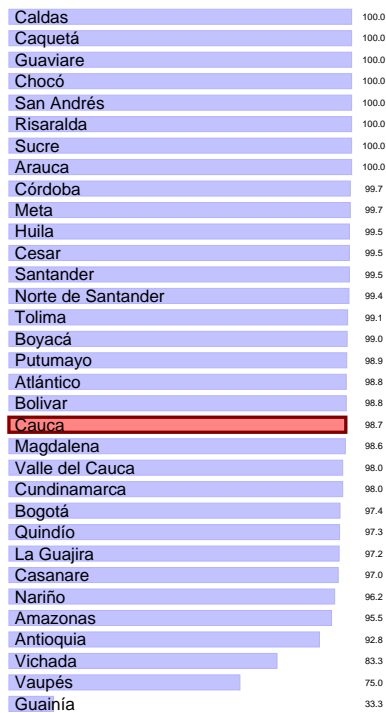 Caldas 100.0
Caquetá 100.0
Guaviare 100.0
Chocó 100.0
San Andrés 100.0
Risaralda 100.0
Sucre 100.0
Arauca 100.0
Córdoba 99.7
Meta 99.7
Huila 99.5
Cesar 99.5
Santander 99.5
Norte de Santander 99.4
Tolima 99.1
Boyacá 99.0
Putumayo 98.9
Atlántico 98.8
Bolivar 98.8
Cauca 98.7
Magdalena 98.6
Valle del Cauca 98.0
Cundinamarca 98.0
Bogotá 97.4
Quindío 97.3
La Guajira 97.2
Casanare 97.0
Nariño 96.2
Amazonas 95.5
Antioquia 92.8
Vichada 83.3
Vaupés 75.0
Guainía 33.3